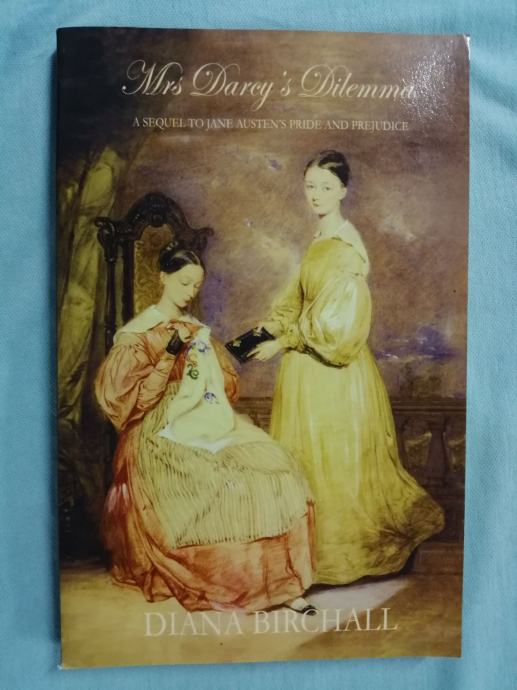 Mrs Darcy's Dilemma
A SEQUEL TO JANE AUSTEN'S PRIDE AND PREJUDICE
DIANA BIRCHALL